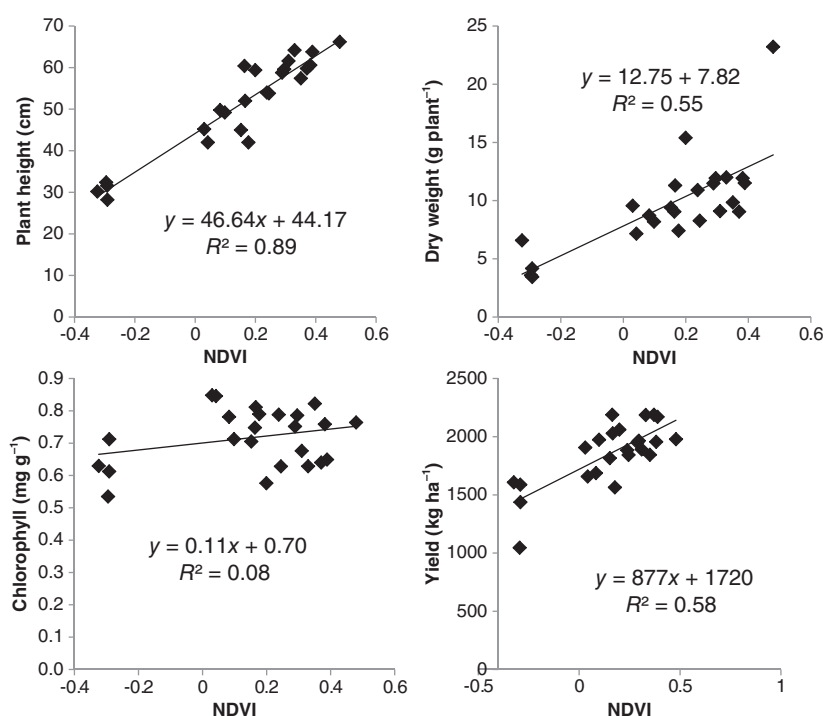 70
60
50
40
30
20
10
0
Plant height (cm)
y = 46.64x + 44.17
R² = 0.89
-0.4 -0.2 0 0.2 0.4 0.6
NDVI
25
20
15
10
5
0
Dry weight (g plant⁻¹)
y = 12.75 + 7.82
R² = 0.55
-0.4 -0.2 0 0.2 0.4 0.6
NDVI
0.9
0.8
0.7
0.6
0.5
0.4
0.3
0.2
0.1
0.0
Chlorophyll (mg g⁻¹)
y = 0.11x + 0.70
R² = 0.08
-0.4 -0.2 0 0.2 0.4 0.6
NDVI
2500
2000
1500
1000
500
0
Yield (kg ha⁻¹)
y = 877x + 1720
R² = 0.58
-0.5 0 0.5 1
NDVI